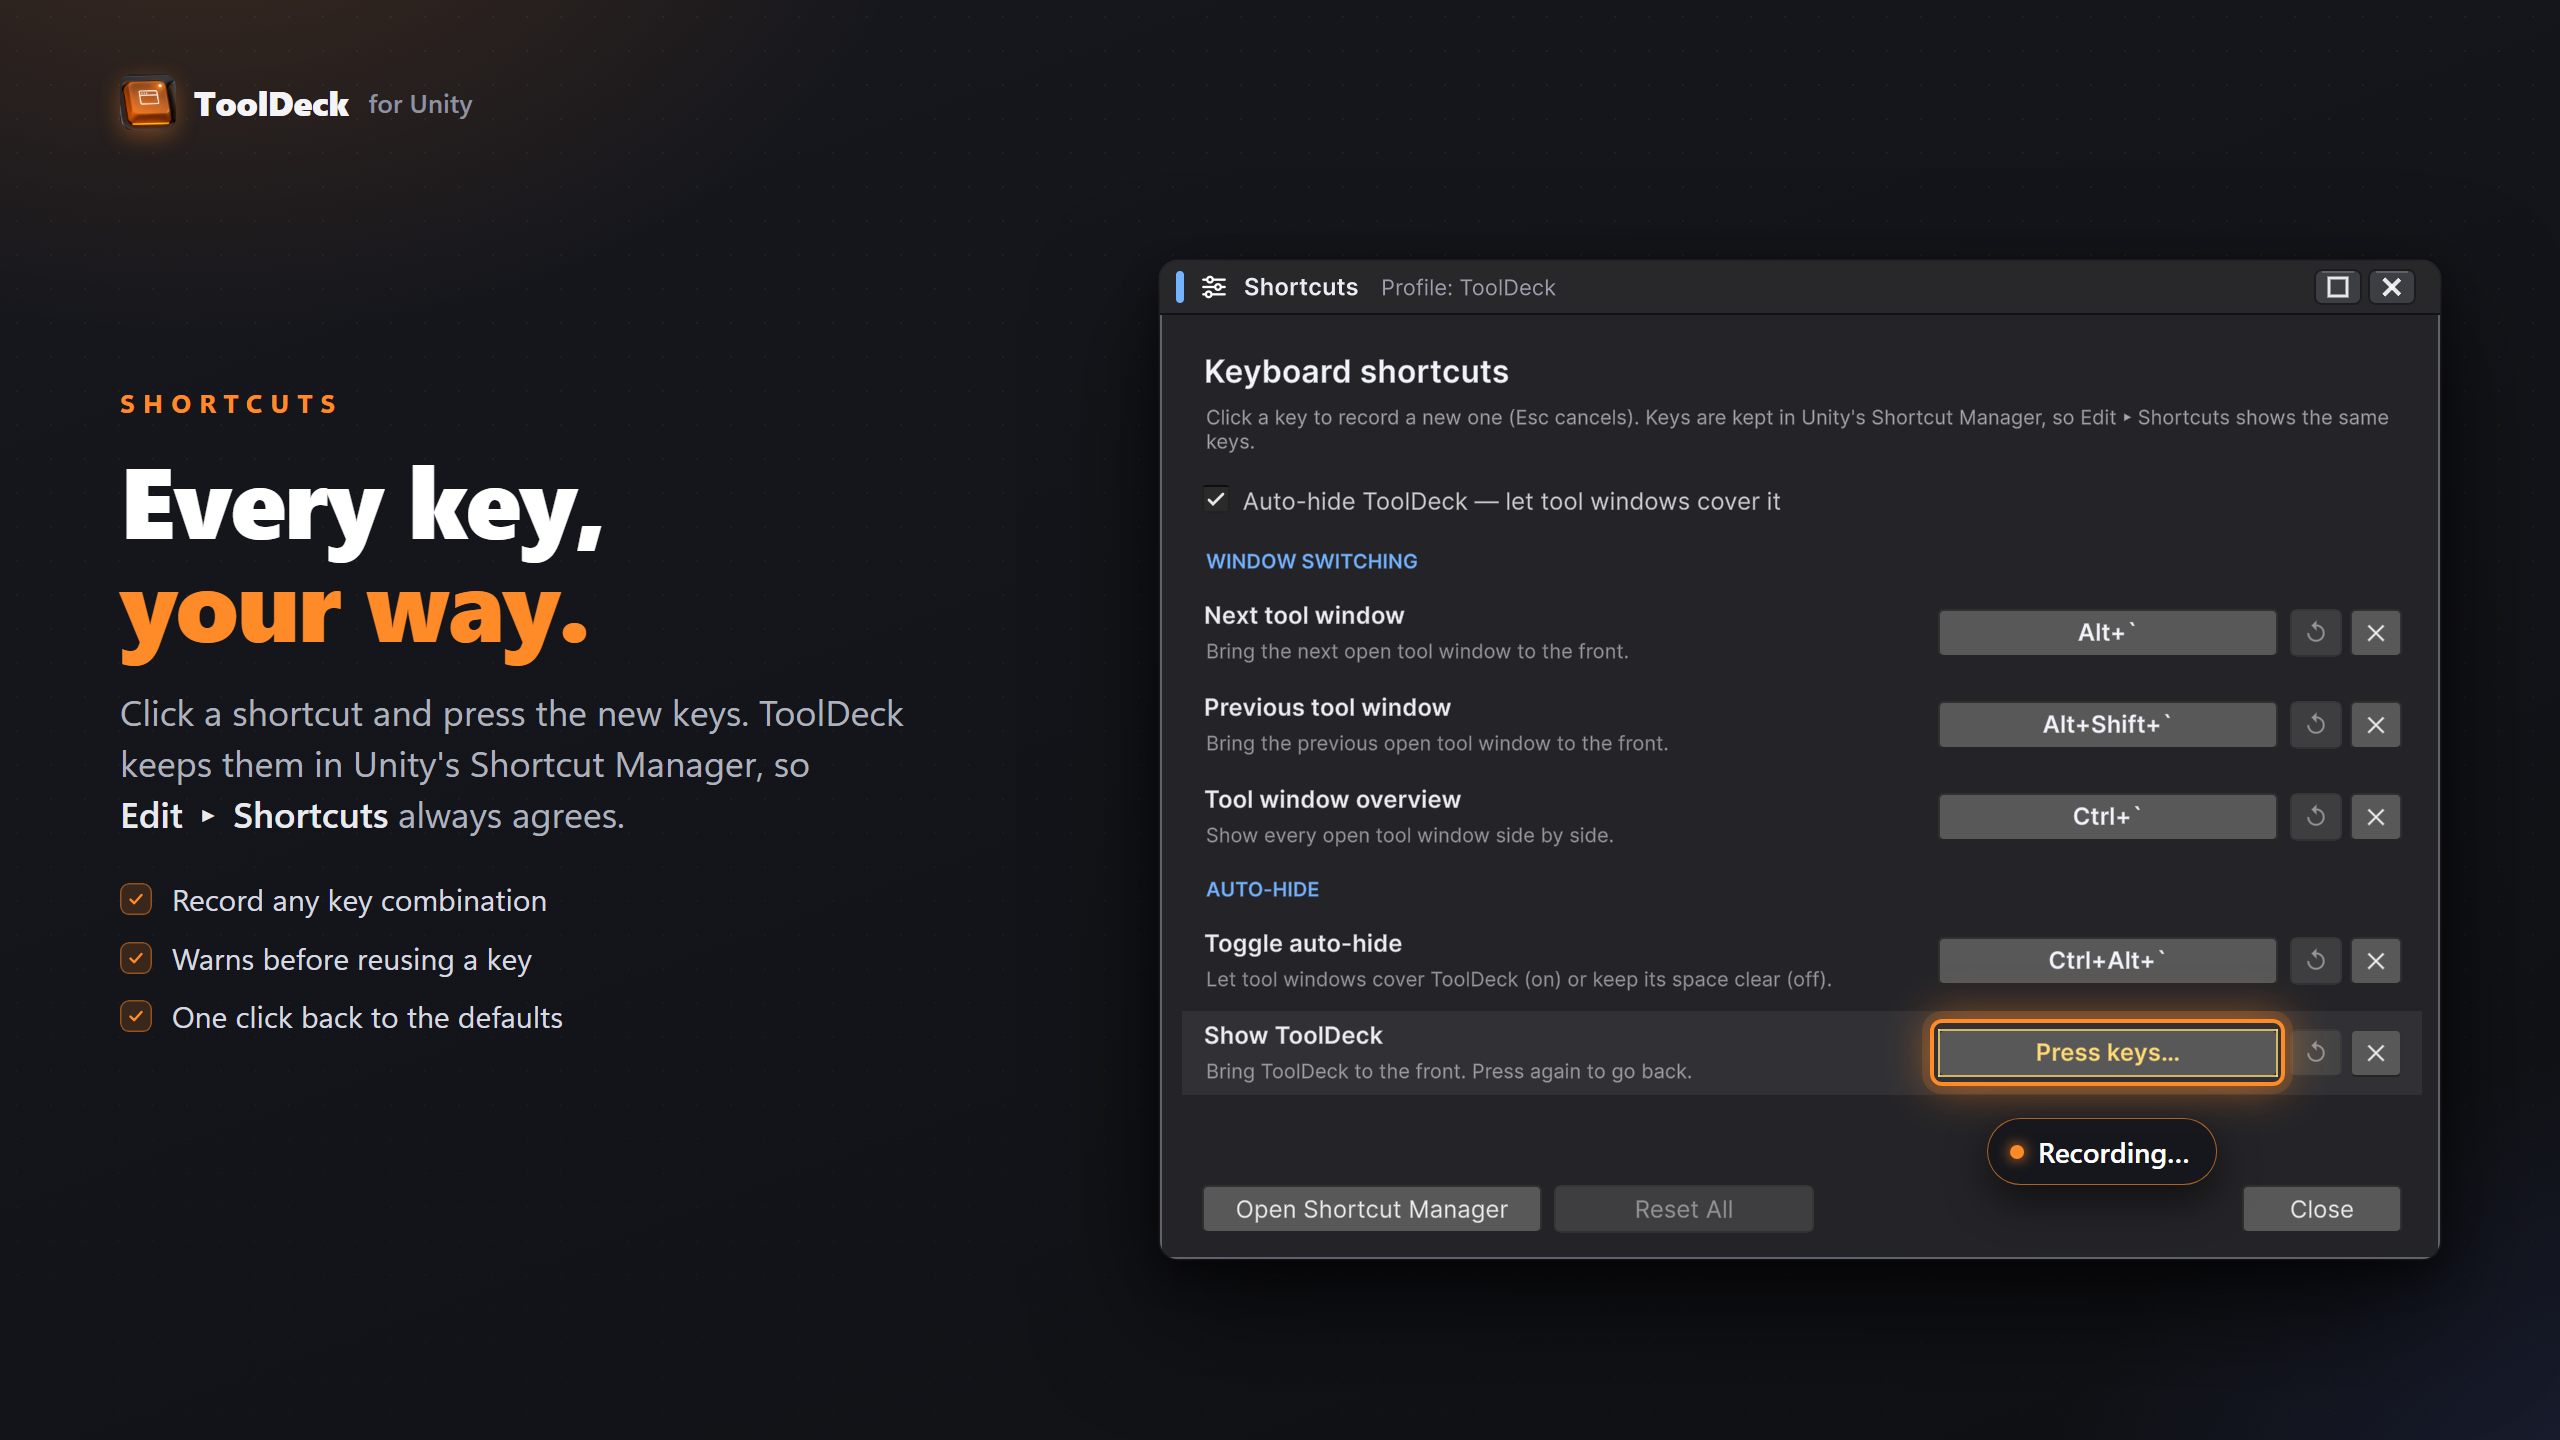 ToolDeck for Unity
SHORTCUTS
Every key,
your way.
Click a shortcut and press the new keys. ToolDeck
keeps them in Unity's Shortcut Manager, so
Edit ▸ Shortcuts always agrees.
Record any key combination
Warns before reusing a key
One click back to the defaults
Shortcuts Profile: ToolDeck
Keyboard shortcuts
Click a key to record a new one (Esc cancels). Keys are kept in Unity's Shortcut Manager, so Edit ▸ Shortcuts shows the same
keys.
Auto-hide ToolDeck — let tool windows cover it
WINDOW SWITCHING
Next tool window
Alt+`
Bring the next open tool window to the front.
Previous tool window
Alt+Shift+`
Bring the previous open tool window to the front.
Tool window overview
Ctrl+`
Show every open tool window side by side.
AUTO-HIDE
Toggle auto-hide
Ctrl+Alt+`
Let tool windows cover ToolDeck (on) or keep its space clear (off).
Show ToolDeck
Press keys...
Bring ToolDeck to the front. Press again to go back.
Recording...
Open Shortcut Manager Reset All Close